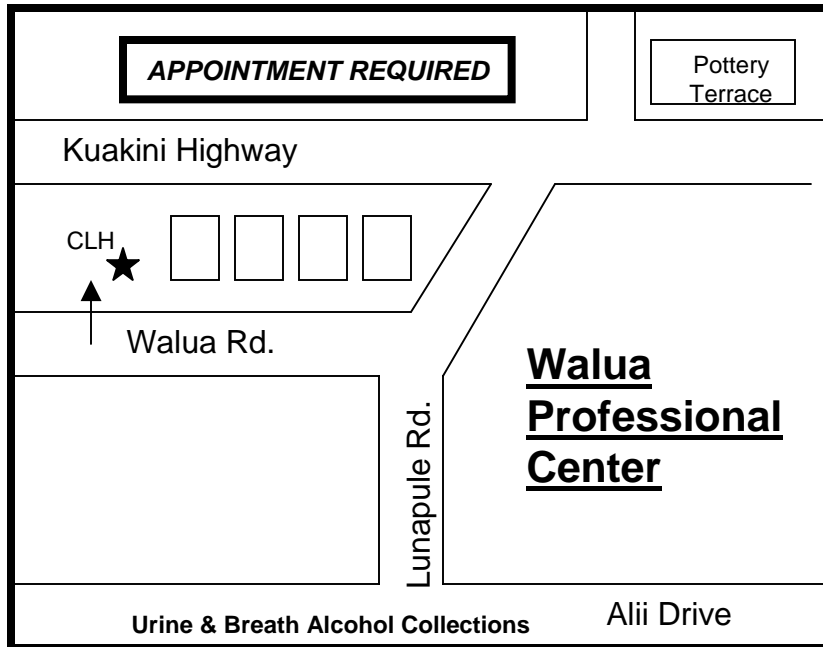 APPOINTMENT REQUIRED
Pottery
Terrace
Kuakini Highway
CLH
Walua Rd.
Walua
Professional
Center
Lunapule Rd.
Urine & Breath Alcohol Collections
Alii Drive